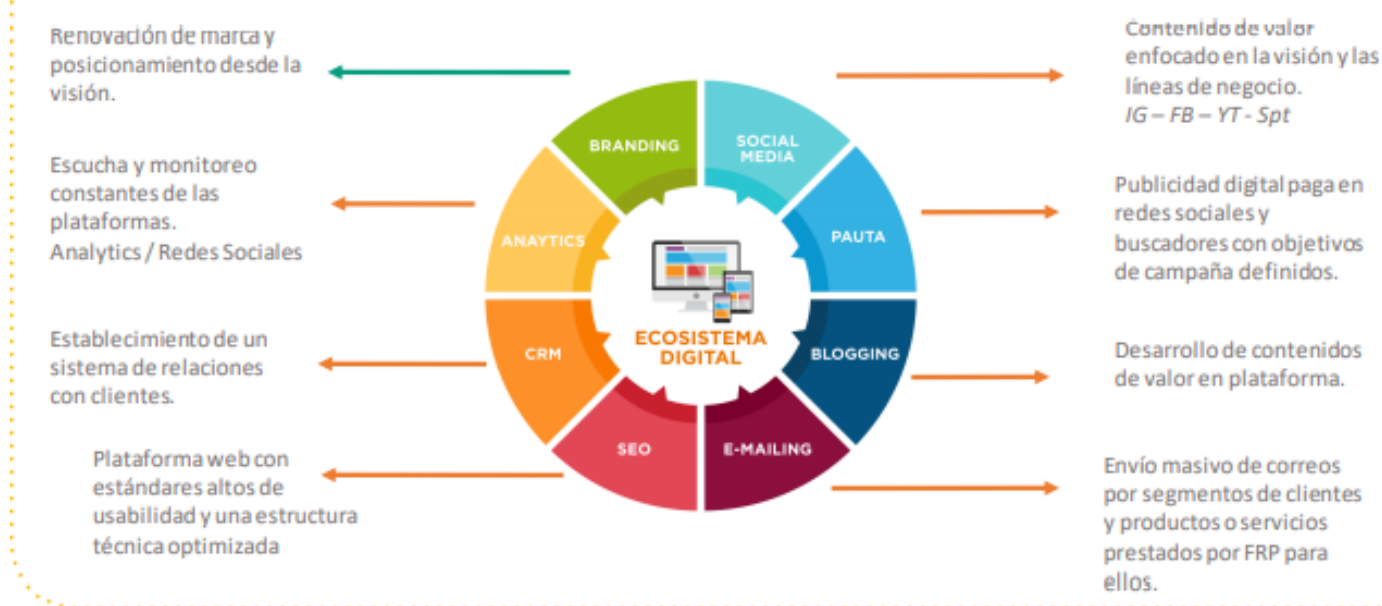 Renovación de marca y
posicionamiento desde la
visión.
Escucha y monitoreo
constantes de las
plataformas.
Analytics / Redes Sociales
Establecimiento de un
sistema de relaciones
con clientes.
Plataforma web con
estándares altos de
usabilidad y una estructura
técnica optimizada
BRANDING
SOCIAL
MEDIA
ANAYTICS
PAUTA
CRM
ECOSISTEMA
DIGITAL
BLOGGING
SEO
E-MAILING
Contenido de valor
enfocado en la visión y las
líneas de negocio.
IG – FB – YT - Spt
Publicidad digital paga en
redes sociales y
buscadores con objetivos
de campaña definidos.
Desarrollo de contenidos
de valor en plataforma.
Envío masivo de correos
por segmentos de clientes
y productos o servicios
prestados por FRP para
ellos.